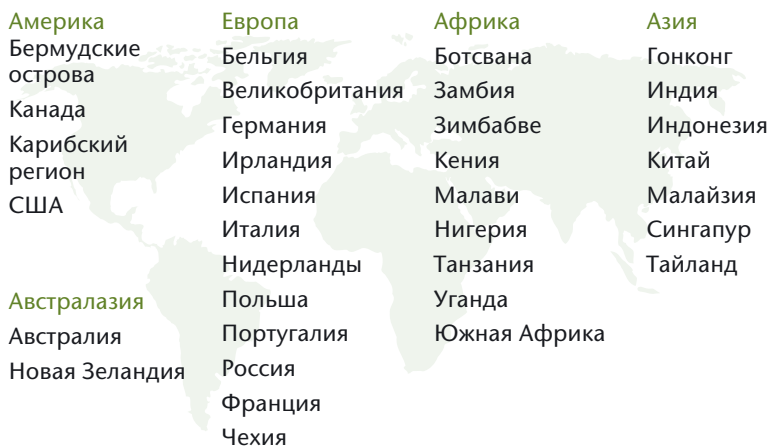 Америка
Бермудские
острова
Канада
Карибский
регион
США
Австралазия
Австралия
Новая Зеландия
Европа
Бельгия
Великобритания
Германия
Ирландия
Испания
Италия
Нидерланды
Польша
Португалия
Россия
Франция
Чехия
Африка
Ботсвана
Замбия
Зимбабве
Кения
Малави
Нигерия
Танзания
Уганда
Южная Африка
Азия
Гонконг
Индия
Индонезия
Китай
Малайзия
Сингапур
Тайланд